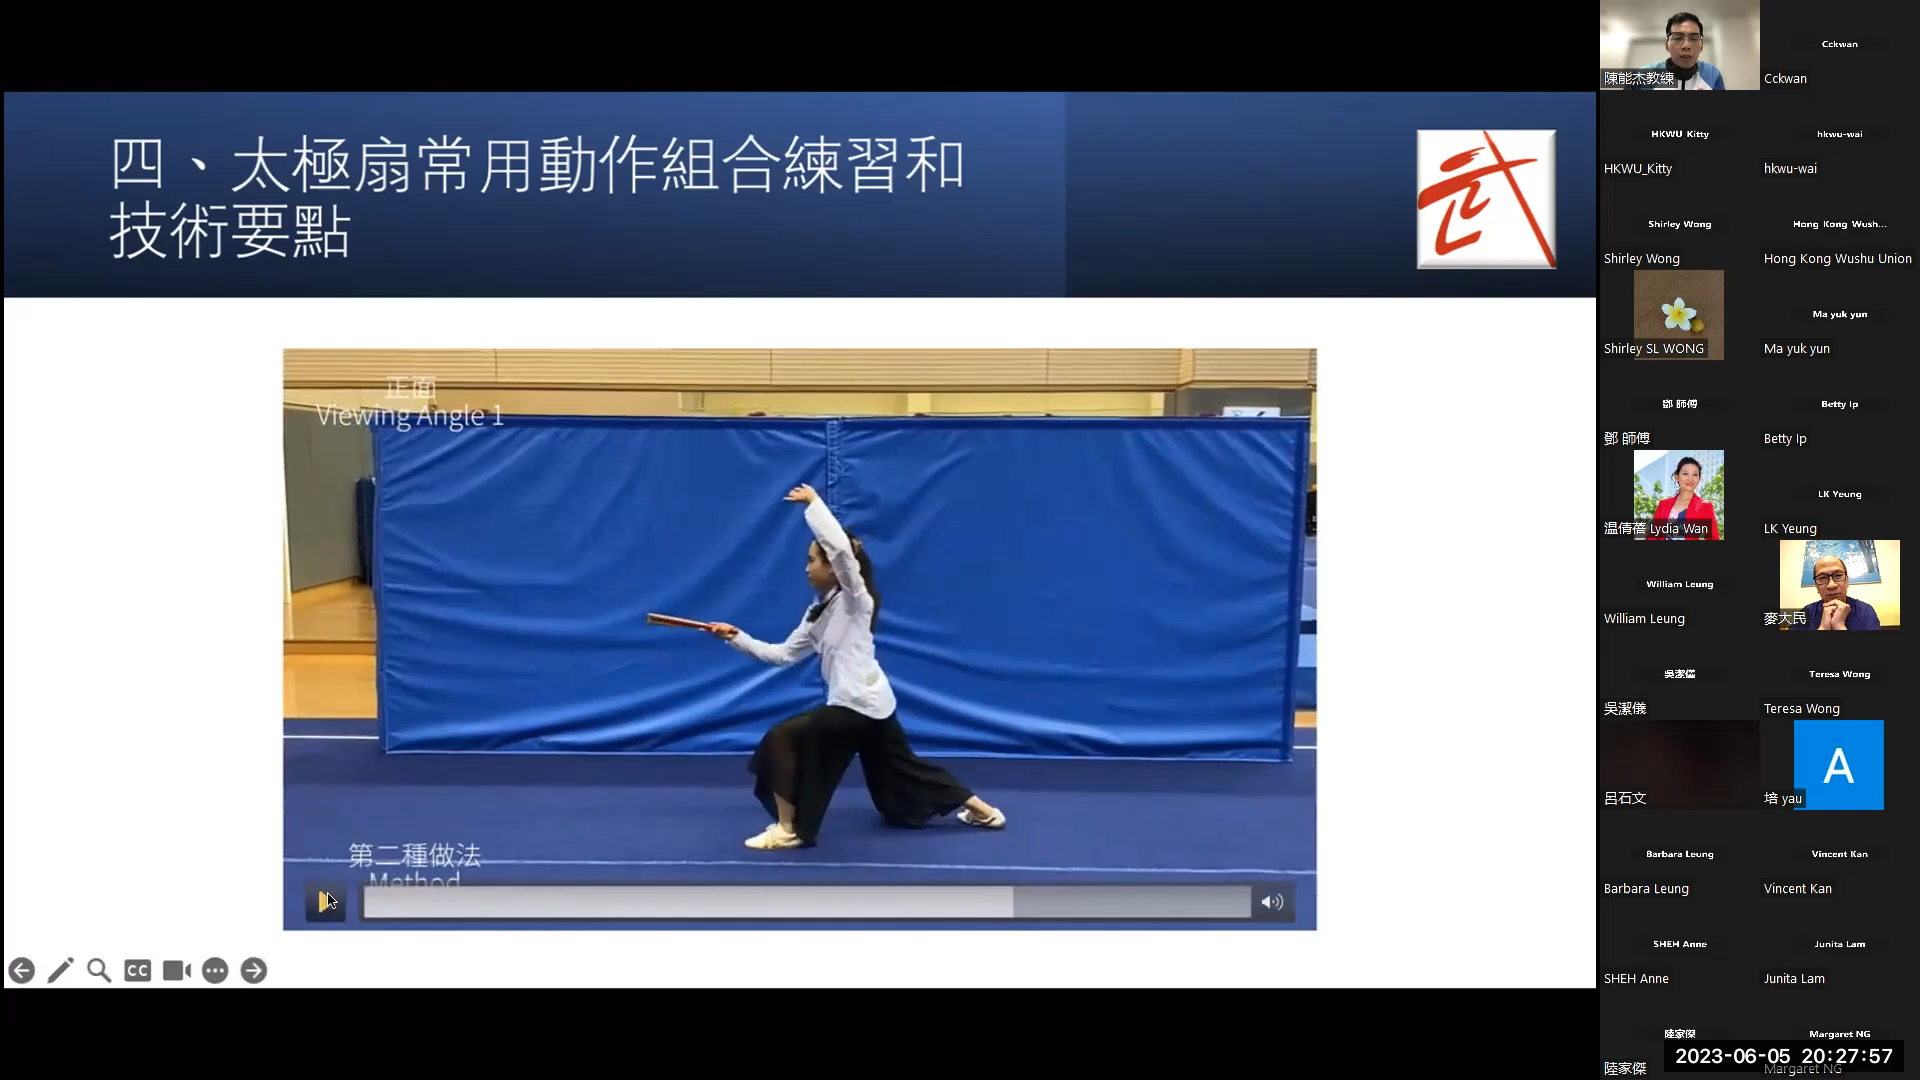 四、太極扇常用動作組合練習和
技術要點
正面
Viewing Angle 1
第二種做法
Method
CC
陳能杰教練
Cckwan
Cckwan
HKWU_Kitty
HKWU_Kitty
hkwu-wai
hkwu-wai
Shirley Wong
Shirley Wong
Hong Kong Wush...
Hong Kong Wushu Union
Shirley SL WONG
Ma yuk yun
Ma yuk yun
鄧 師傅
鄧 師傅
Betty Ip
Betty Ip
温倩蓓 Lydia Wan
LK Yeung
LK Yeung
William Leung
William Leung
麥大民
吳潔儀
吳潔儀
Teresa Wong
Teresa Wong
呂石文
A
培 yau
Barbara Leung
Barbara Leung
Vincent Kan
Vincent Kan
SHEH Anne
SHEH Anne
Junita Lam
Junita Lam
陸家傑
陸家傑
Margaret NG
Margaret NG
2023-06-05 20:27:57